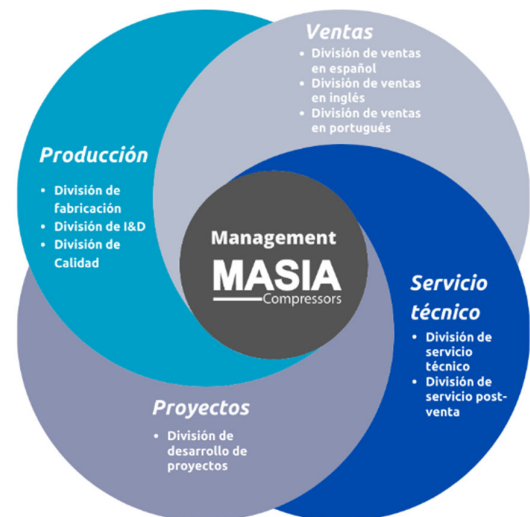 Ventas
• División de ventas
en español
• División de ventas
en inglés
• División de ventas
en portugués
Producción
• División de
fabricación
• División de I&D
• División de
Calidad
Management
MASIA
Compressors
Servicio
técnico
• División de
servicio
técnico
• División de
servicio post-
venta
Proyectos
• División de
desarrollo de
proyectos